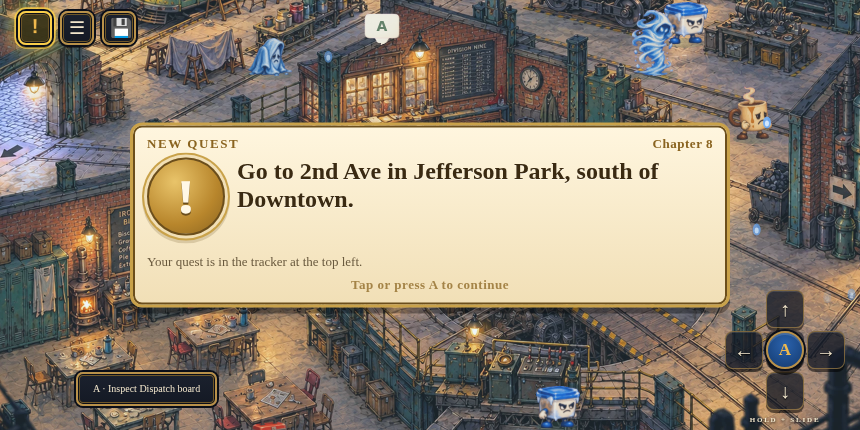 !
A
DIVISION NINE
NEW QUEST
Chapter 8
!
Go to 2nd Ave in Jefferson Park, south of
Downtown.
Your quest is in the tracker at the top left.
Tap or press A to continue
A · Inspect Dispatch board
↑
← A →
↓
HOLD + SLIDE